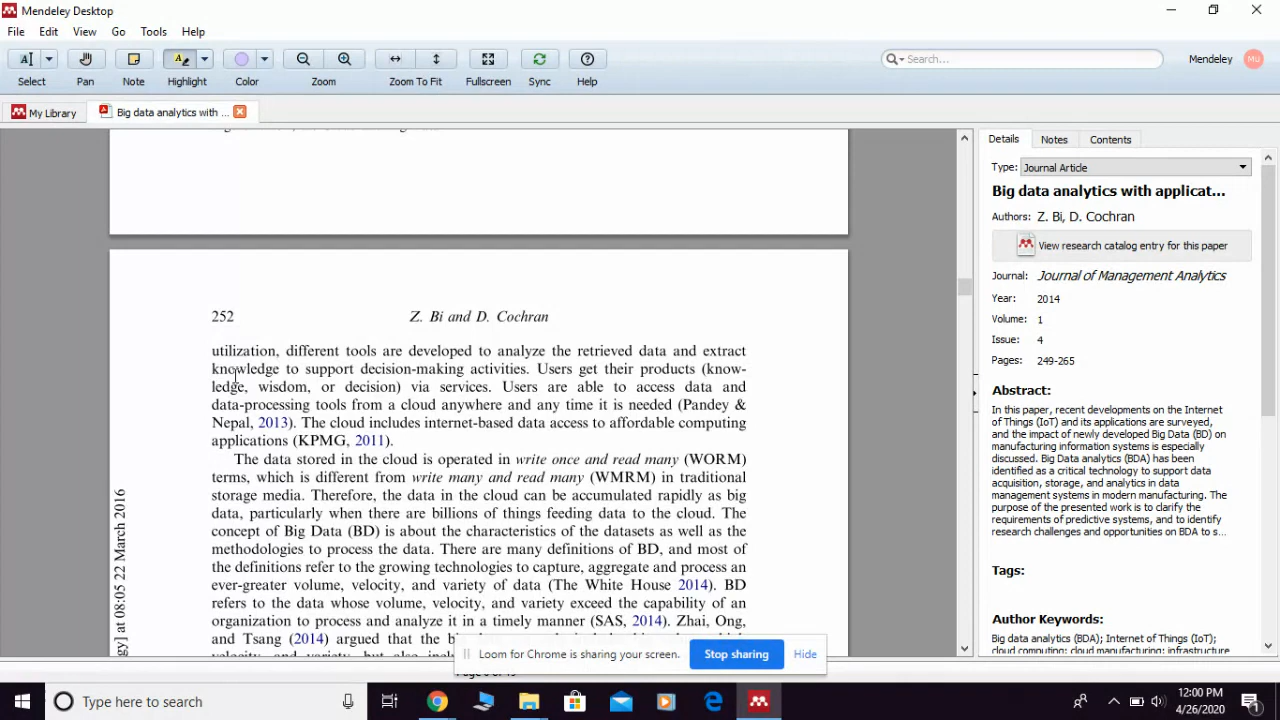 Mendeley Desktop
File Edit View Go Tools Help
Select Pan Note Highlight Color Zoom Zoom To Fit Fullscreen Sync Help
Search...
Mendeley MU
My Library
Big data analytics with ...
252 Z. Bi and D. Cochran
utilization, different tools are developed to analyze the retrieved data and extract
knowledge to support decision-making activities. Users get their products (know-
ledge, wisdom, or decision) via services. Users are able to access data and
data-processing tools from a cloud anywhere and any time it is needed (Pandey &
Nepal, 2013). The cloud includes internet-based data access to affordable computing
applications (KPMG, 2011).
The data stored in the cloud is operated in write once and read many (WORM)
terms, which is different from write many and read many (WMRM) in traditional
storage media. Therefore, the data in the cloud can be accumulated rapidly as big
data, particularly when there are billions of things feeding data to the cloud. The
concept of Big Data (BD) is about the characteristics of the datasets as well as the
methodologies to process the data. There are many definitions of BD, and most of
the definitions refer to the growing technologies to capture, aggregate and process an
ever-greater volume, velocity, and variety of data (The White House 2014). BD
refers to the data whose volume, velocity, and variety exceed the capability of an
organization to process and analyze it in a timely manner (SAS, 2014). Zhai, Ong,
and Tsang (2014) argued that the
gy] at 08:05 22 March 2016
Details Notes Contents
Type: Journal Article
Big data analytics with applicat...
Authors: Z. Bi, D. Cochran
View research catalog entry for this paper
Journal: Journal of Management Analytics
Year: 2014
Volume: 1
Issue: 4
Pages: 249-265
Abstract:
In this paper, recent developments on the Internet
of Things (IoT) and its applications are surveyed,
and the impact of newly developed Big Data (BD) on
manufacturing information systems is especially
discussed. Big Data analytics (BDA) has been
identified as a critical technology to support data
acquisition, storage, and analytics in data
management systems in modern manufacturing. The
purpose of the presented work is to clarify the
requirements of predictive systems, and to identify
research challenges and opportunities on BDA to s...
Tags:
Author Keywords:
Big data analytics (BDA); Internet of Things (IoT);
cloud computing; cloud manufacturing; infrastructure
Loom for Chrome is sharing your screen. Stop sharing Hide
Type here to search
12:00 PM
4/26/2020
1